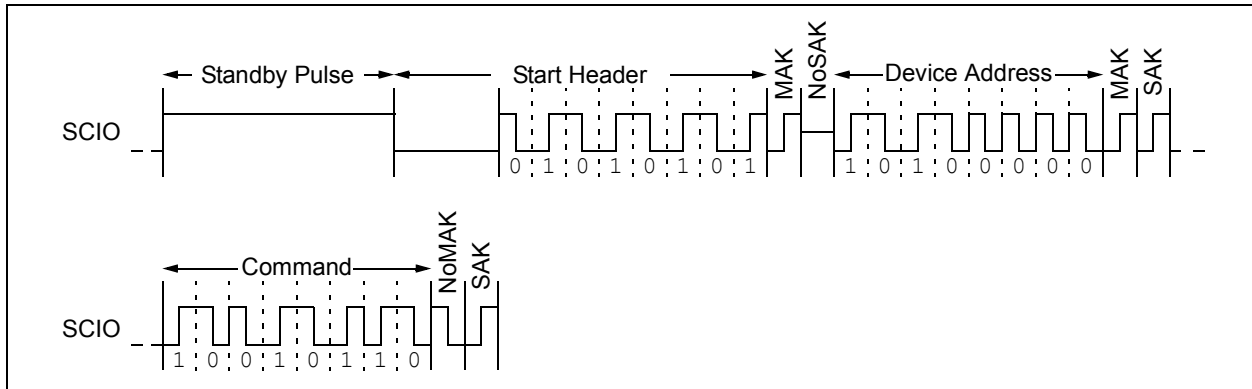 Standby Pulse Start Header MAK NoSAK Device Address MAK SAK
SCIO
0 1 0 1 0 1 0 1 1 0 1 0 0 0 0 0
Command NoMAK SAK
SCIO
1 0 0 1 0 1 1 0